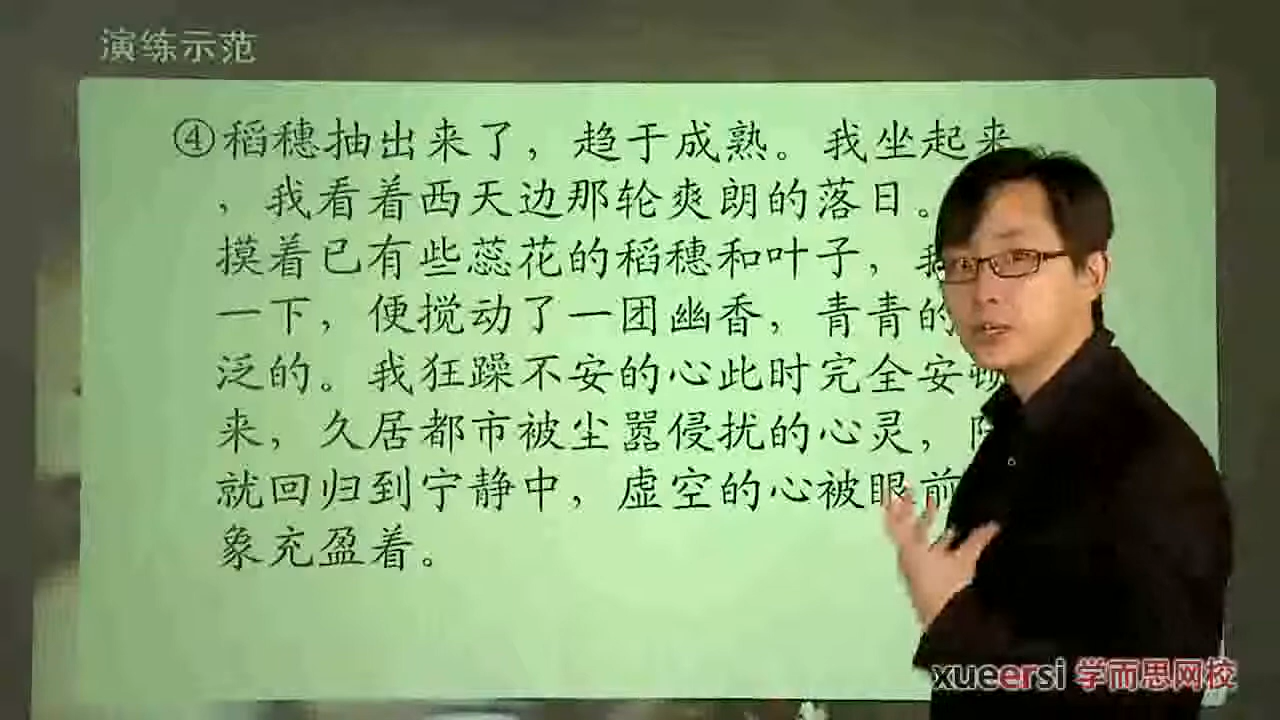 演练示范
④稻穗抽出来了，趋于成熟。我坐起来
，我看着西天边那轮爽朗的落日。
摸着已有些蕊花的稻穗和叶子，我
一下，便搅动了一团幽香，青青的
泛的。我狂躁不安的心此时完全安顿
来，久居都市被尘嚣侵扰的心灵，
就回归到宁静中，虚空的心被眼前
象充盈着。
xueersi 学而思网校